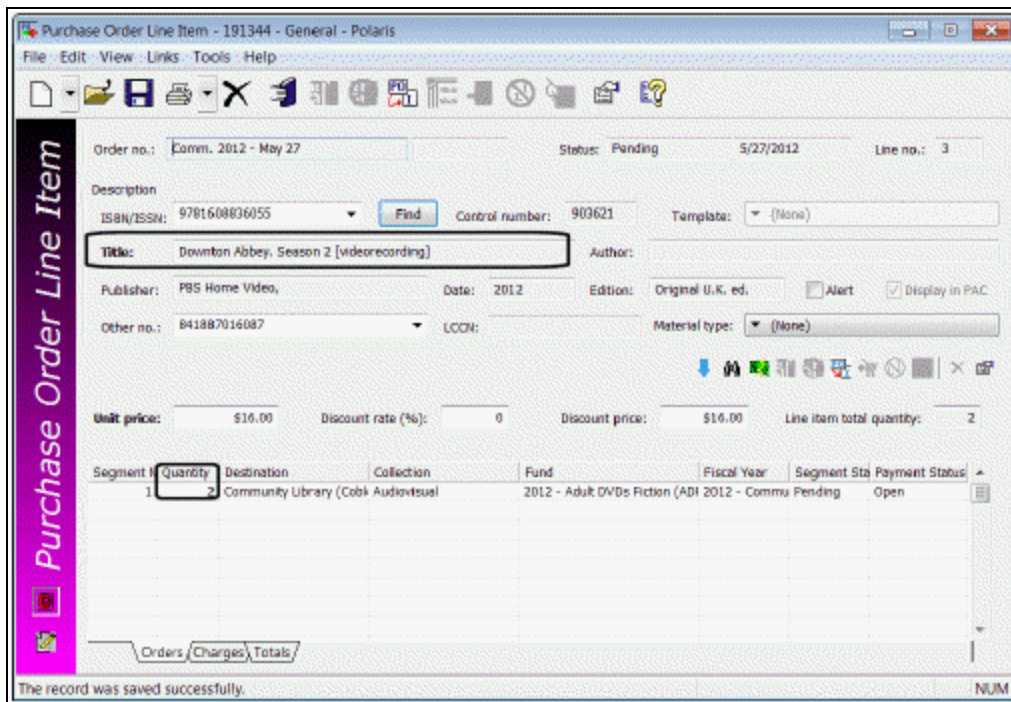 Purchase Order Line Item - 191344 - General - Polaris
File Edit View Links Tools Help
Purchase Order Line Item
Order no.: Comm. 2012 - May 27 Status: Pending 5/27/2012 Line no.: 3
Description
ISBN/ISSN: 9781608836055 Find Control number: 903621 Template: (None)
Title: Downton Abbey. Season 2 [videorecording] Author:
Publisher: PBS Home Video, Date: 2012 Edition: Original U.K. ed. Alert Display in PAC
Other no.: 841887016087 LCCN: Material type: (None)
Unit price: $16.00 Discount rate (%): 0 Discount price: $16.00 Line item total quantity: 2
Segment Quantity Destination Collection Fund Fiscal Year Segment Sta Payment Status
1 2 Community Library (Cobl Audiovisual 2012 - Adult DVDs Fiction (ADI 2012 - Commu Pending Open
Orders Charges Totals
The record was saved successfully. NUM